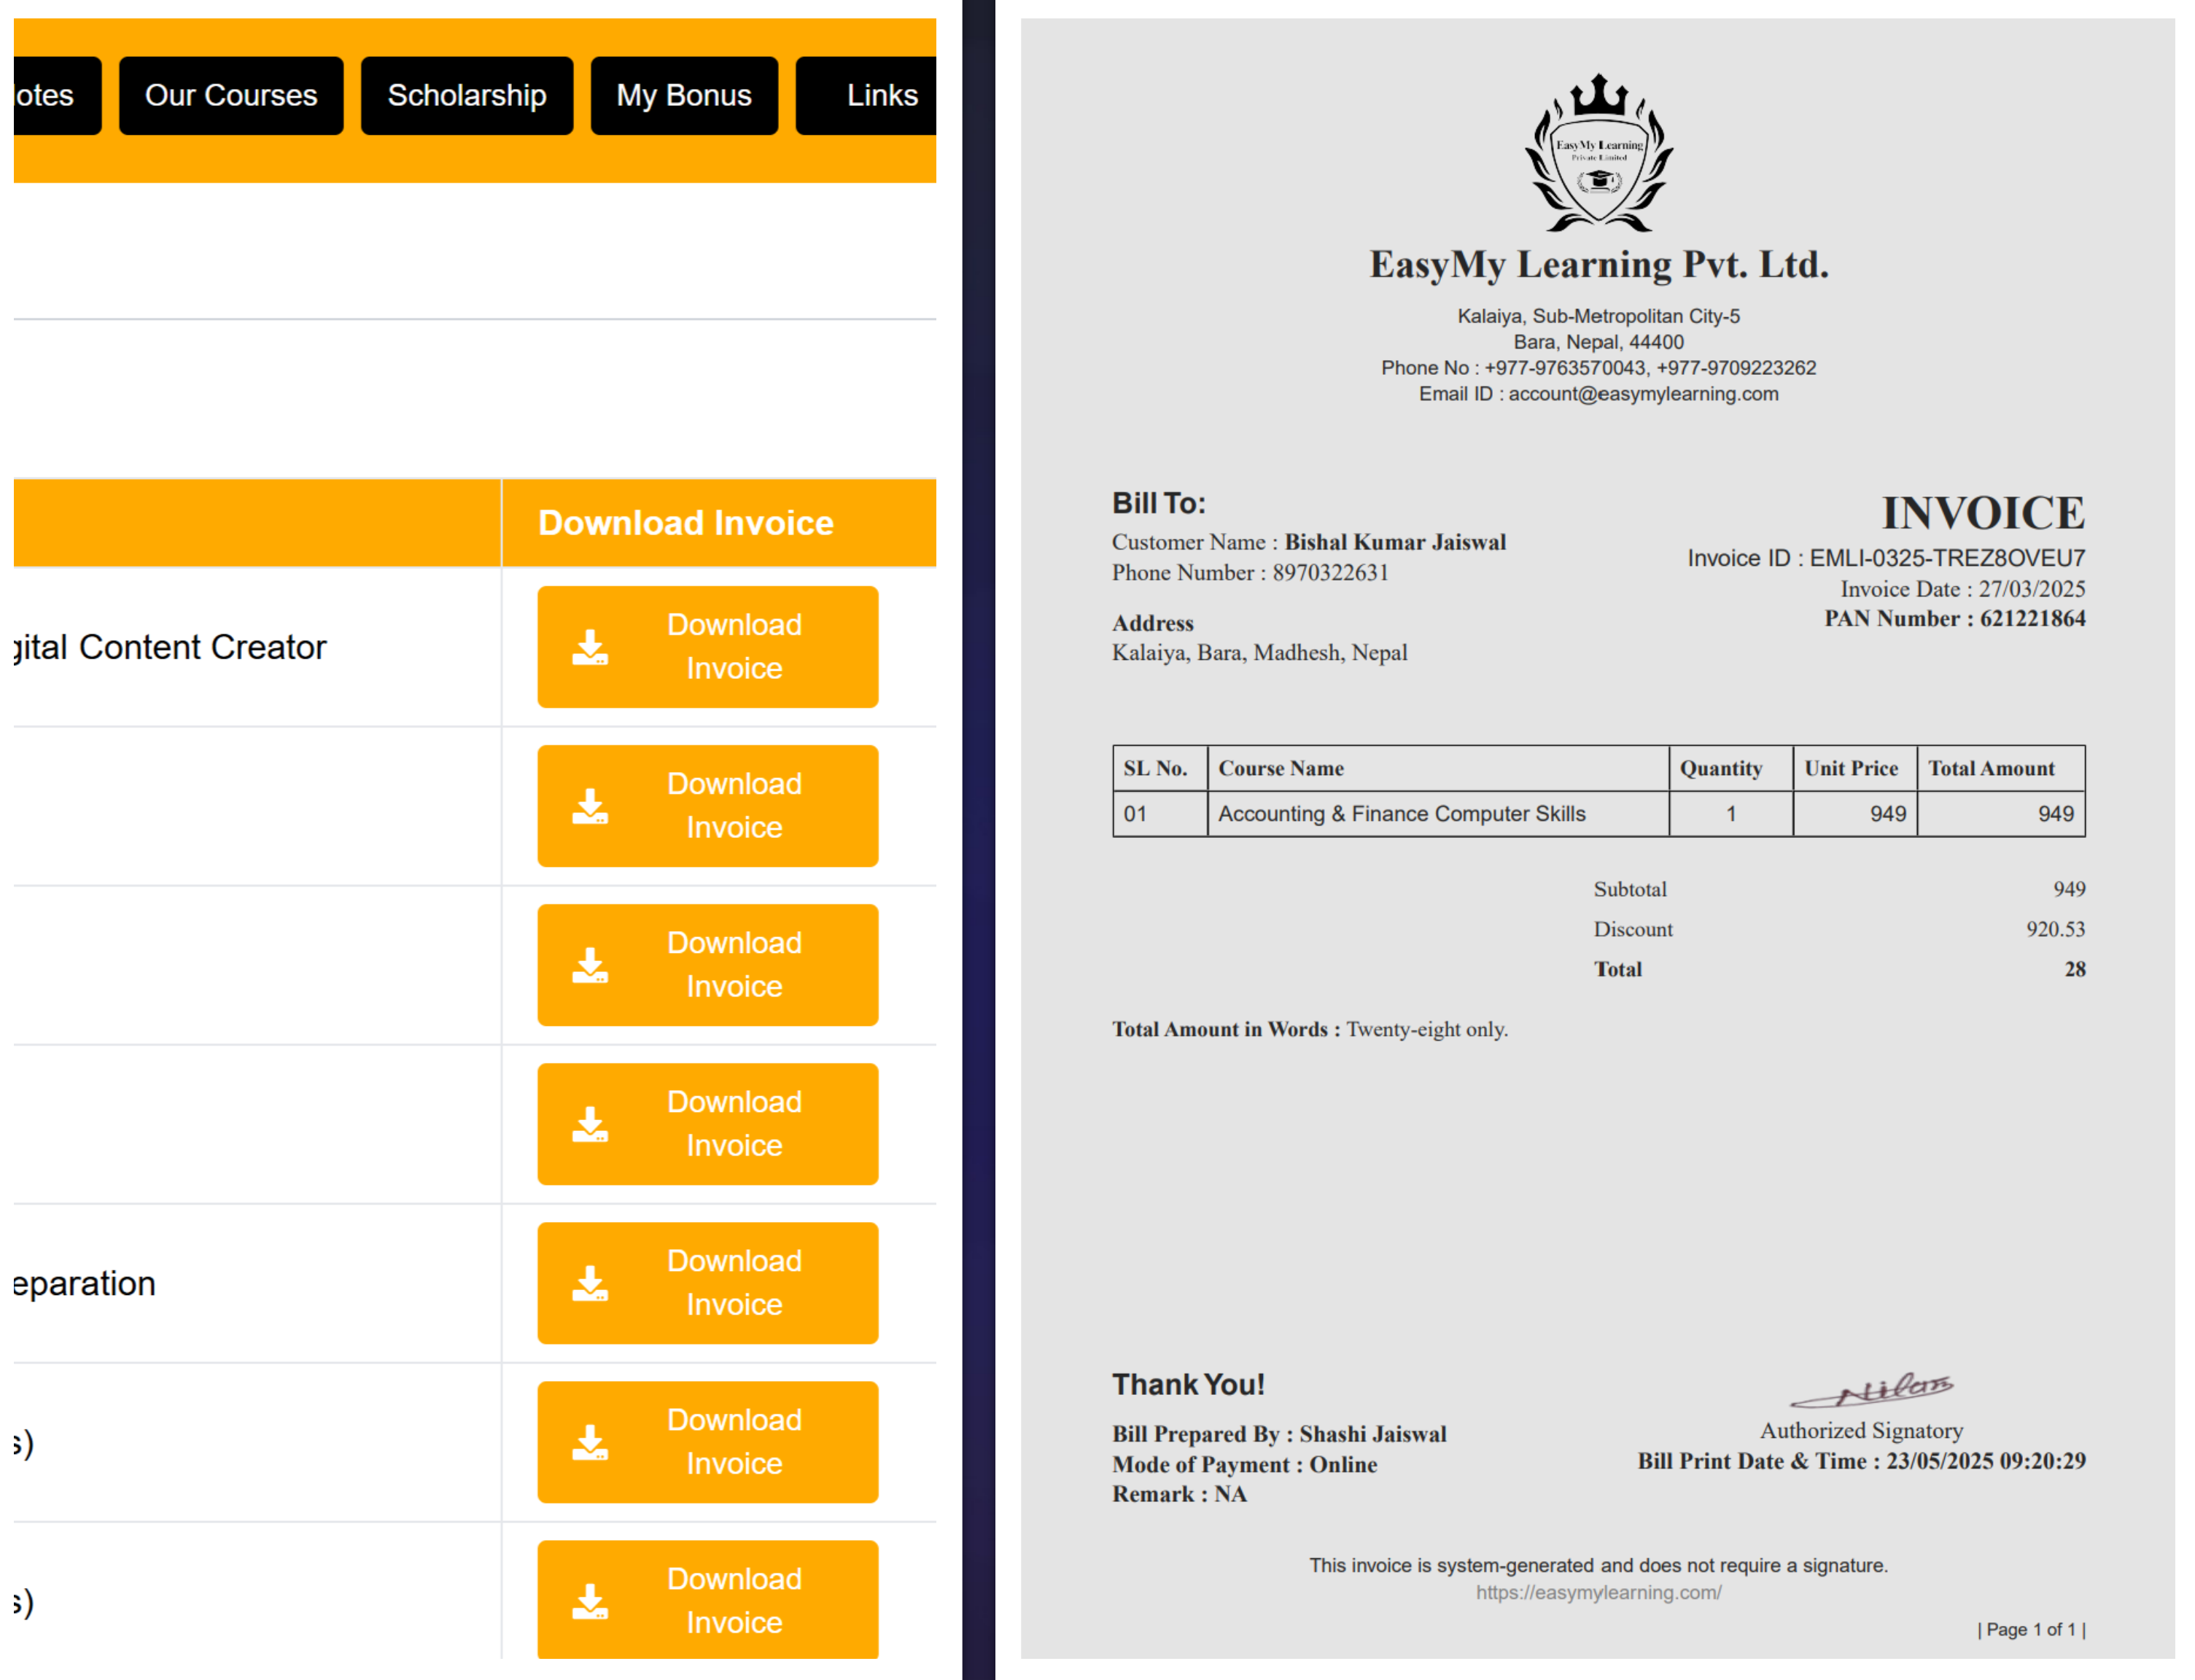 otes
Our Courses
Scholarship
My Bonus
Links
Download Invoice
gital Content Creator
Download
Invoice
Download
Invoice
Download
Invoice
Download
Invoice
eparation
Download
Invoice
s)
Download
Invoice
s)
Download
Invoice
EasyMy Learning
Private Limited
EasyMy Learning Pvt. Ltd.
Kalaiya, Sub-Metropolitan City-5
Bara, Nepal, 44400
Phone No : +977-9763570043, +977-9709223262
Email ID : account@easymylearning.com
Bill To:
Customer Name : Bishal Kumar Jaiswal
Phone Number : 8970322631
Address
Kalaiya, Bara, Madhesh, Nepal
INVOICE
Invoice ID : EMLI-0325-TREZ8OVEU7
Invoice Date : 27/03/2025
PAN Number : 621221864
SL No. Course Name Quantity Unit Price Total Amount
01 Accounting & Finance Computer Skills 1 949 949
Subtotal 949
Discount 920.53
Total 28
Total Amount in Words : Twenty-eight only.
Thank You!
Bill Prepared By : Shashi Jaiswal
Mode of Payment : Online
Remark : NA
Nilam
Authorized Signatory
Bill Print Date & Time : 23/05/2025 09:20:29
This invoice is system-generated and does not require a signature.
https://easymylearning.com/
| Page 1 of 1 |